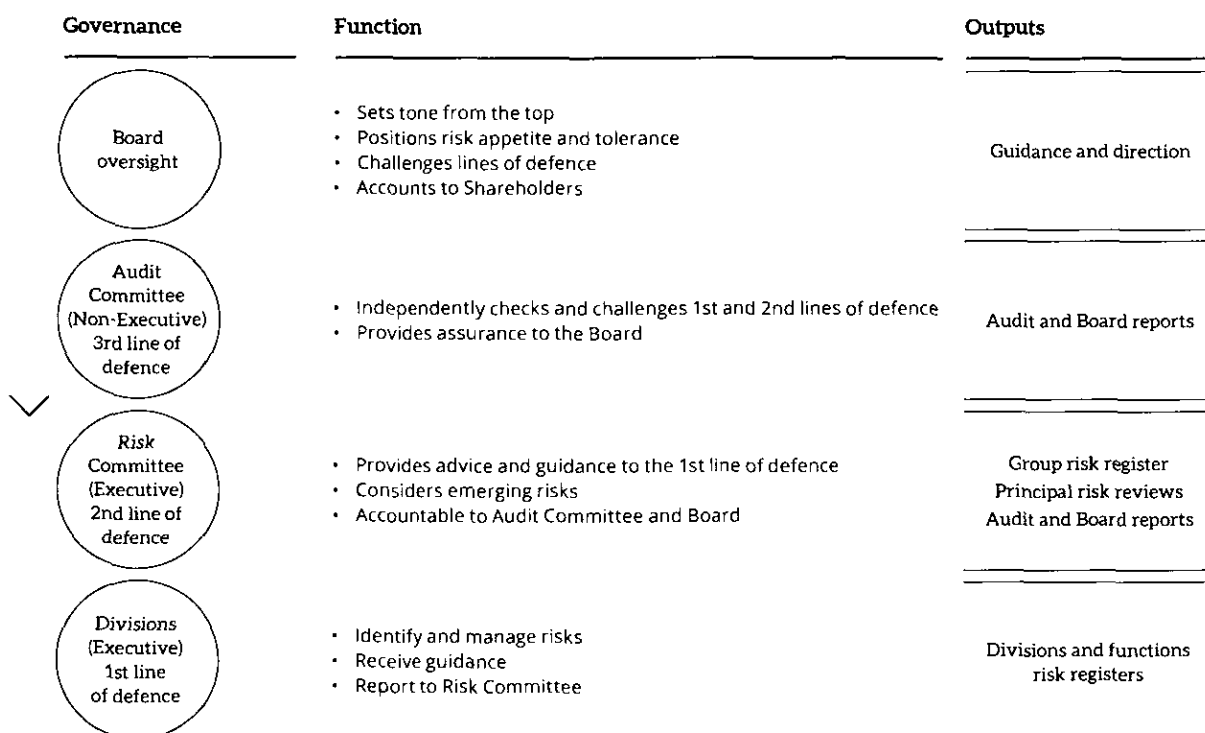 Governance
Function
Outputs
Board
oversight
• Sets tone from the top
• Positions risk appetite and tolerance
• Challenges lines of defence
• Accounts to Shareholders
Guidance and direction
Audit
Committee
(Non-Executive)
3rd line of
defence
• Independently checks and challenges 1st and 2nd lines of defence
• Provides assurance to the Board
Audit and Board reports
Risk
Committee
(Executive)
2nd line of
defence
• Provides advice and guidance to the 1st line of defence
• Considers emerging risks
• Accountable to Audit Committee and Board
Group risk register
Principal risk reviews
Audit and Board reports
Divisions
(Executive)
1st line
of defence
• Identify and manage risks
• Receive guidance
• Report to Risk Committee
Divisions and functions
risk registers